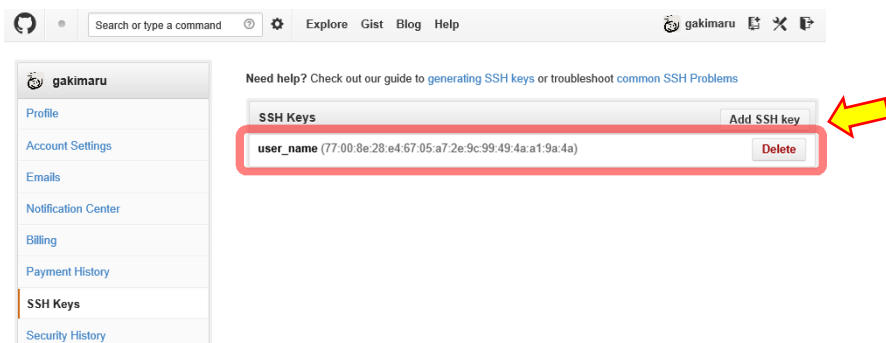 Search or type a command Explore Gist Blog Help gakimaru
gakimaru
Profile
Account Settings
Emails
Notification Center
Billing
Payment History
SSH Keys
Security History
Need help? Check out our guide to generating SSH keys or troubleshoot common SSH Problems
SSH Keys Add SSH key
user_name (77:00:8e:28:e4:67:05:a7:2e:9c:99:49:4a:a1:9a:4a) Delete